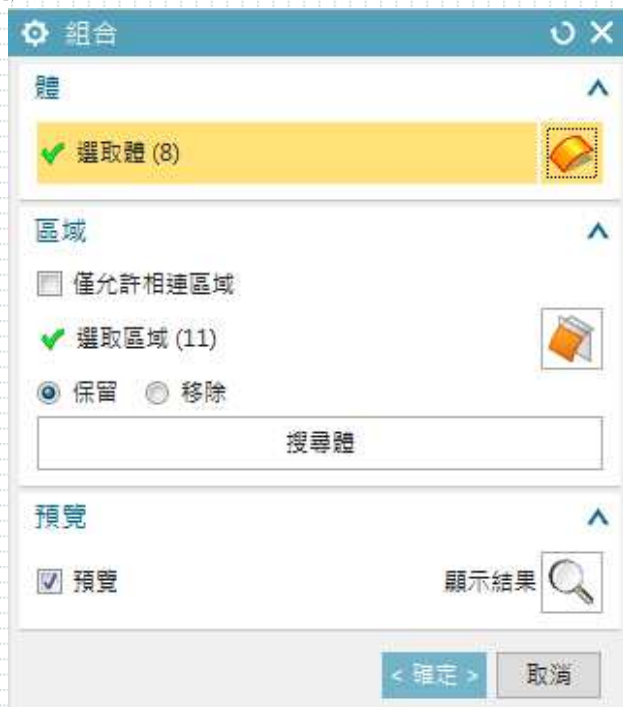 組合
體
選取體 (8)
區域
僅允許相連區域
選取區域 (11)
保留 移除
搜尋體
預覽
預覽 顯示結果
< 確定 > 取消